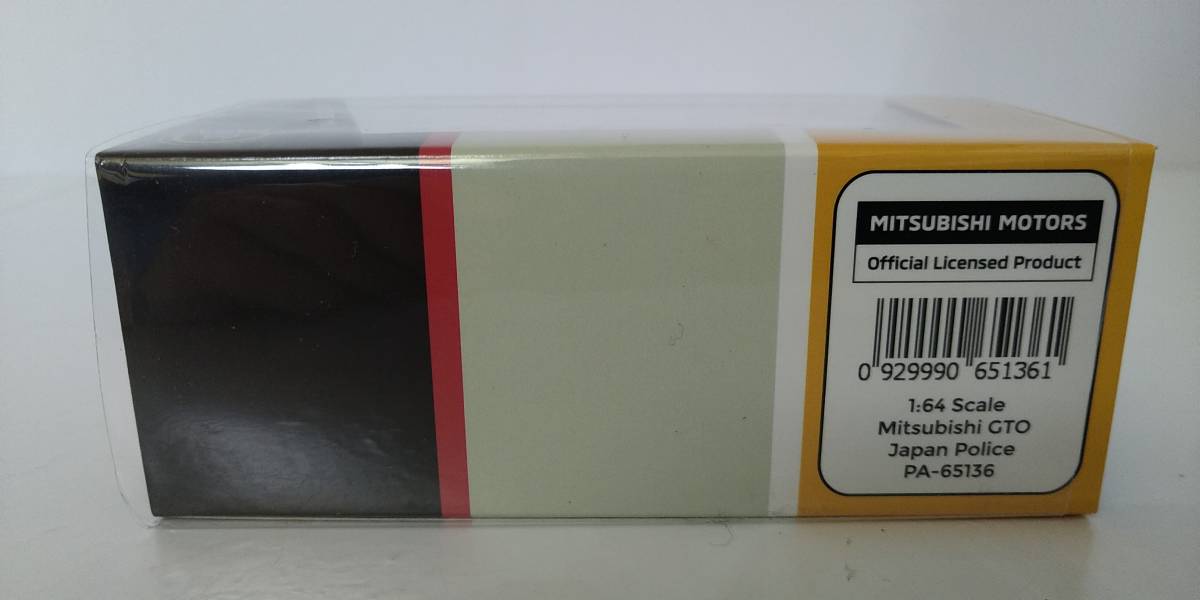 MITSUBISHI MOTORS
Official Licensed Product
0 929990 651361
1:64 Scale
Mitsubishi GTO
Japan Police
PA-65136